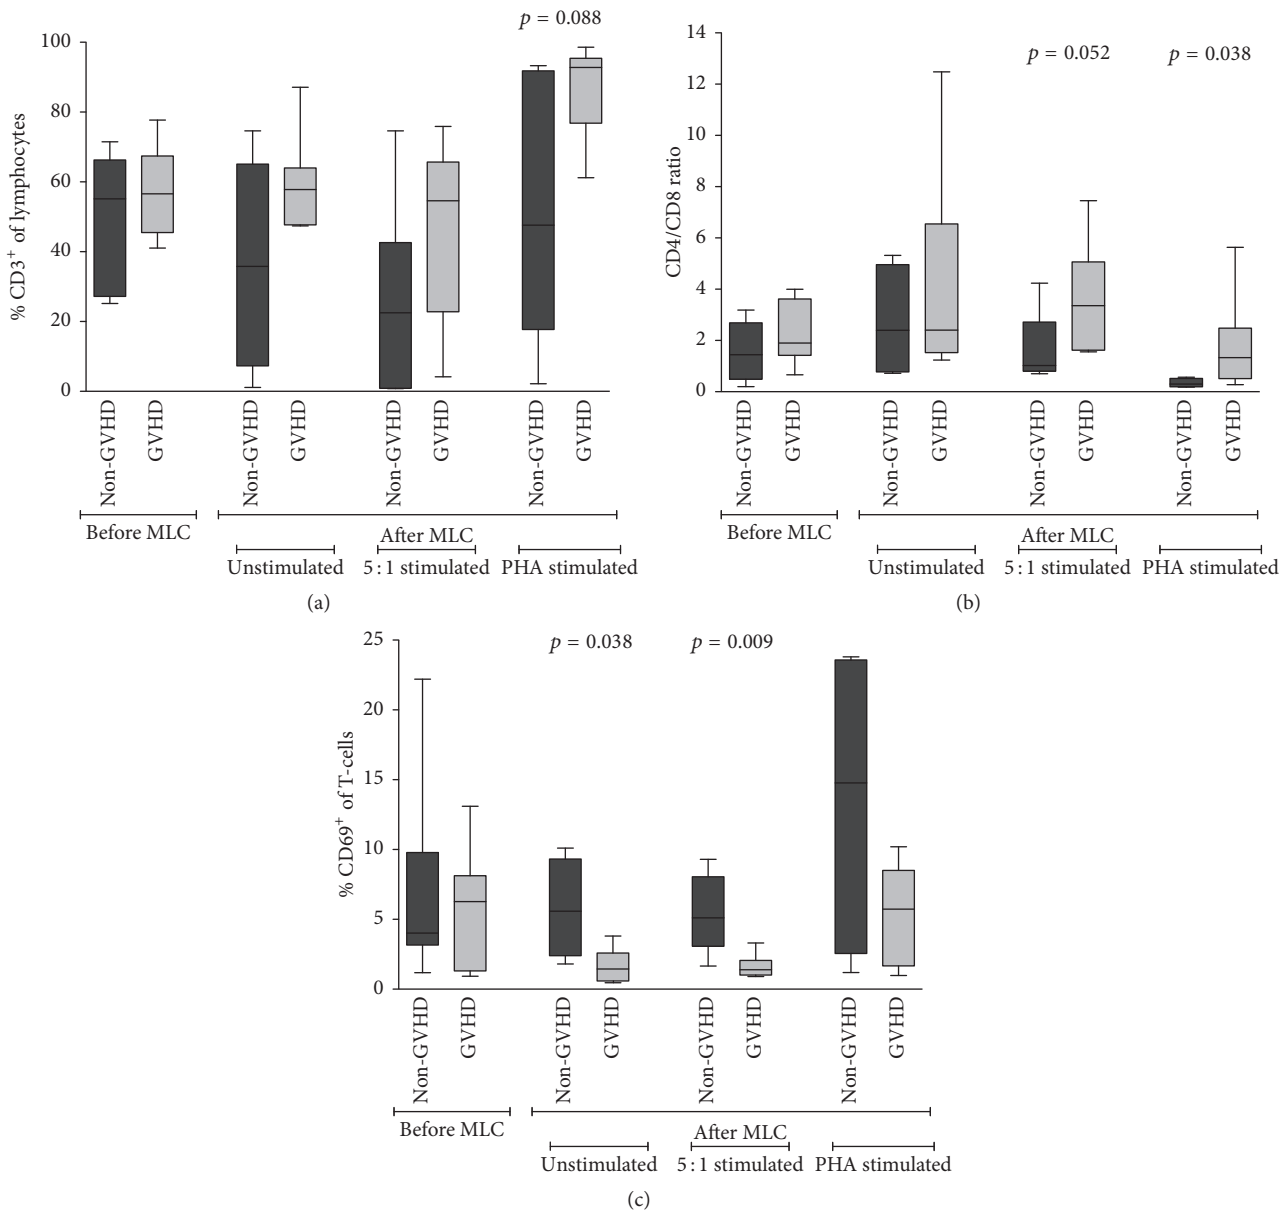 p = 0.088
100
80
60
40
20
0
% CD3+ of lymphocytes
Non-GVHD
GVHD
Non-GVHD
GVHD
Non-GVHD
GVHD
Non-GVHD
GVHD
Before MLC
After MLC
Unstimulated
5 : 1 stimulated
PHA stimulated
(a)
p = 0.052
p = 0.038
14
12
10
8
6
4
2
0
CD4/CD8 ratio
Non-GVHD
GVHD
Non-GVHD
GVHD
Non-GVHD
GVHD
Non-GVHD
GVHD
Before MLC
After MLC
Unstimulated
5 : 1 stimulated
PHA stimulated
(b)
p = 0.038
p = 0.009
25
20
15
10
5
0
% CD69+ of T-cells
Non-GVHD
GVHD
Non-GVHD
GVHD
Non-GVHD
GVHD
Non-GVHD
GVHD
Before MLC
After MLC
Unstimulated
5 : 1 stimulated
PHA stimulated
(c)